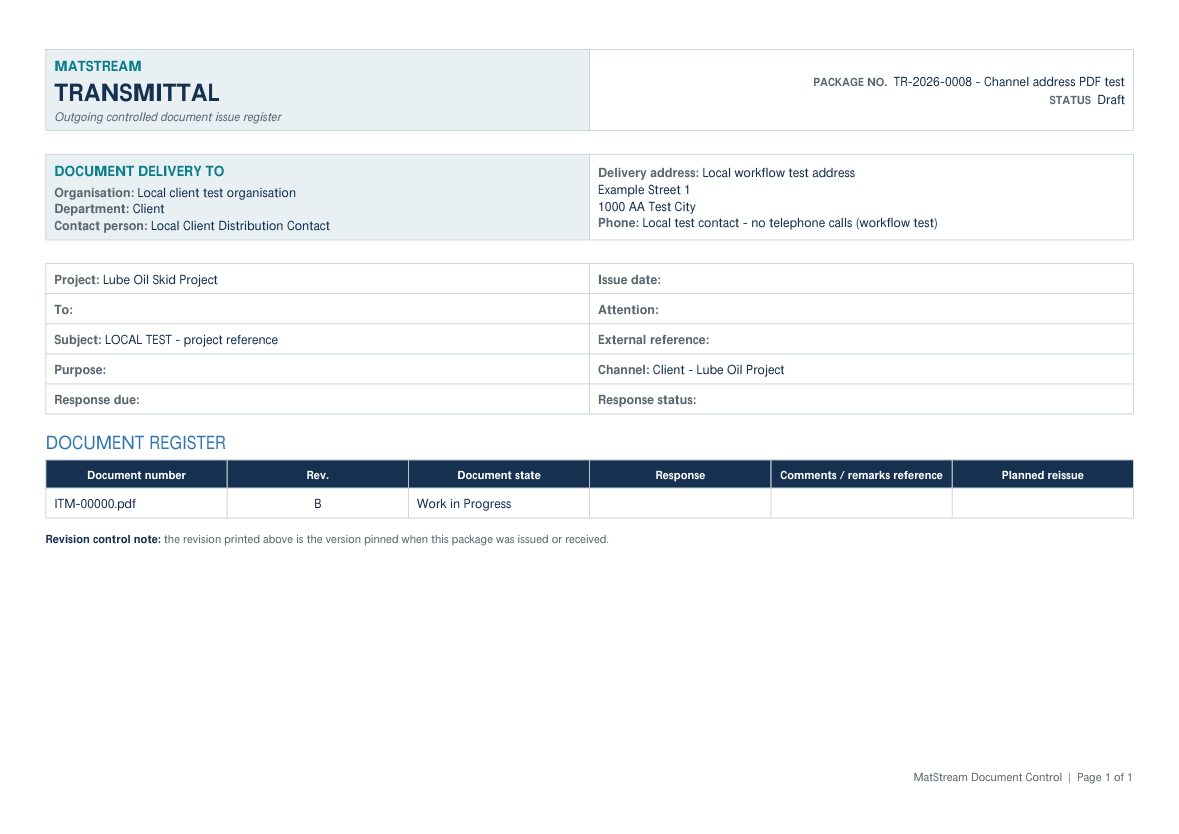 MATSTREAM
TRANSMITTAL
Outgoing controlled document issue register
PACKAGE NO. TR-2026-0008 - Channel address PDF test
STATUS Draft
DOCUMENT DELIVERY TO
Organisation: Local client test organisation
Department: Client
Contact person: Local Client Distribution Contact
Delivery address: Local workflow test address
Example Street 1
1000 AA Test City
Phone: Local test contact - no telephone calls (workflow test)
Project: Lube Oil Skid Project
Issue date:
To:
Attention:
Subject: LOCAL TEST - project reference
External reference:
Purpose:
Channel: Client - Lube Oil Project
Response due:
Response status:
DOCUMENT REGISTER
Document number Rev. Document state Response Comments / remarks reference Planned reissue
ITM-00000.pdf B Work in Progress
Revision control note: the revision printed above is the version pinned when this package was issued or received.
MatStream Document Control | Page 1 of 1